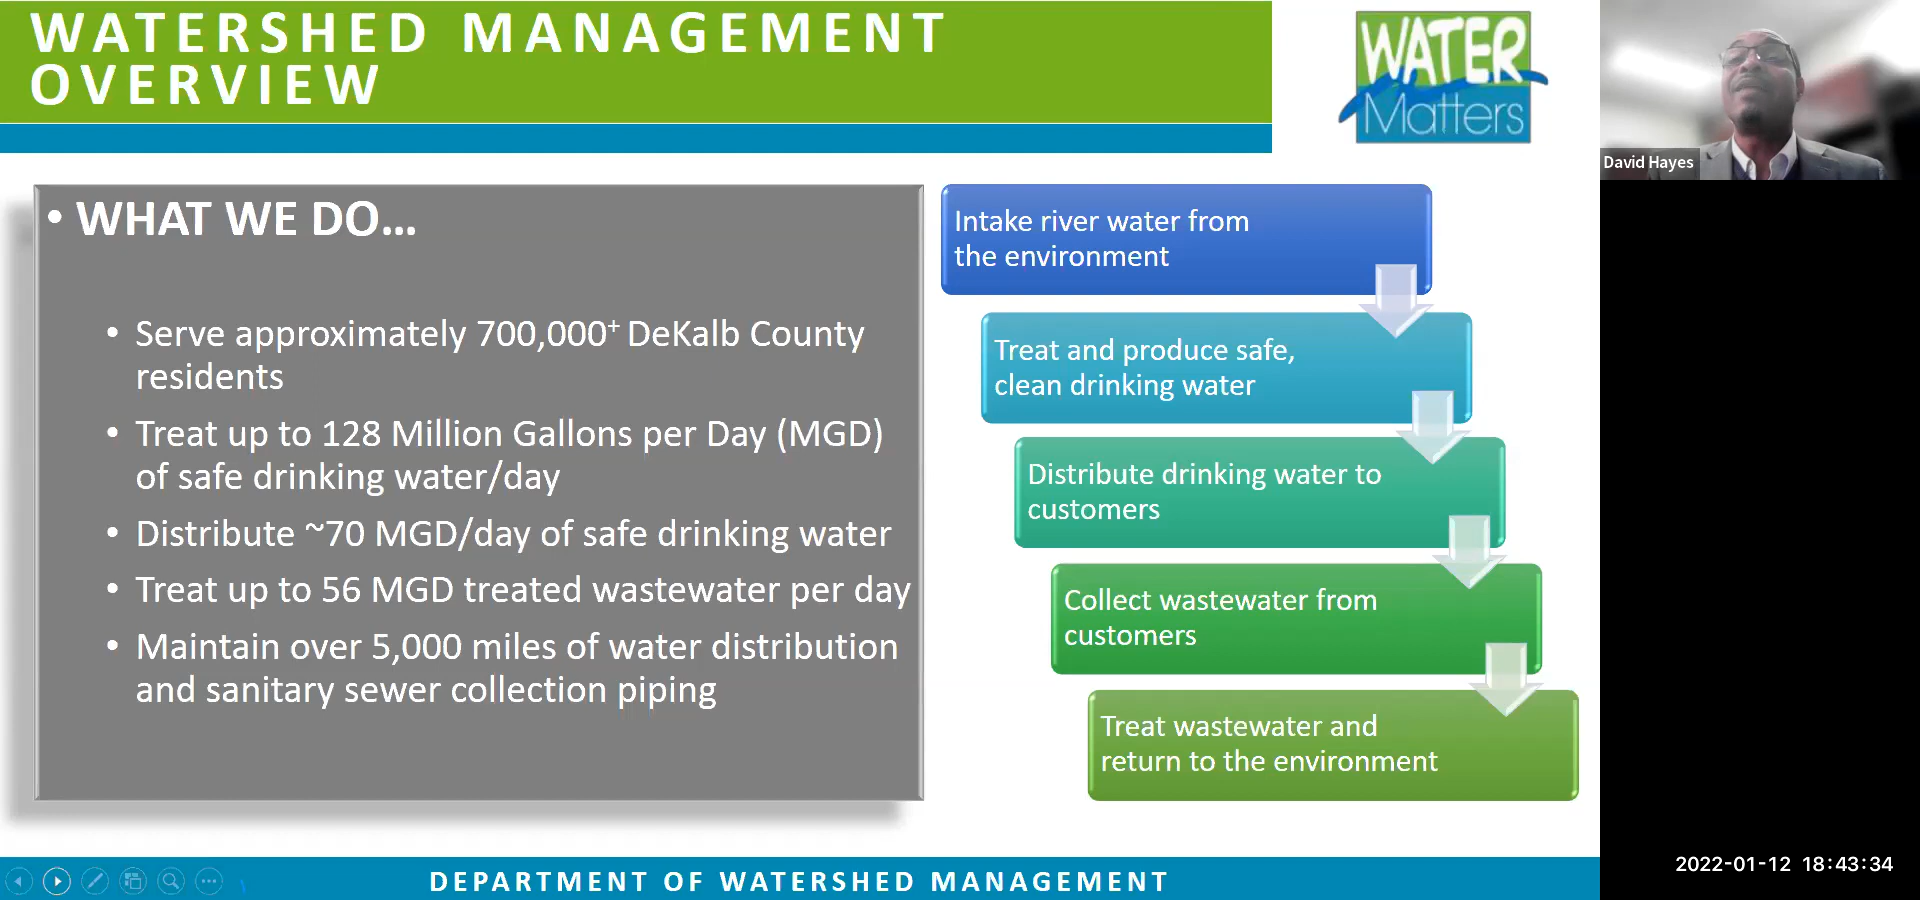 WATERSHED MANAGEMENT
OVERVIEW
WATER
Matters
David Hayes
• WHAT WE DO...
• Serve approximately 700,000+ DeKalb County
residents
• Treat up to 128 Million Gallons per Day (MGD)
of safe drinking water/day
• Distribute ~70 MGD/day of safe drinking water
• Treat up to 56 MGD treated wastewater per day
• Maintain over 5,000 miles of water distribution
and sanitary sewer collection piping
Intake river water from
the environment
Treat and produce safe,
clean drinking water
Distribute drinking water to
customers
Collect wastewater from
customers
Treat wastewater and
return to the environment
DEPARTMENT OF WATERSHED MANAGEMENT
2022-01-12 18:43:34